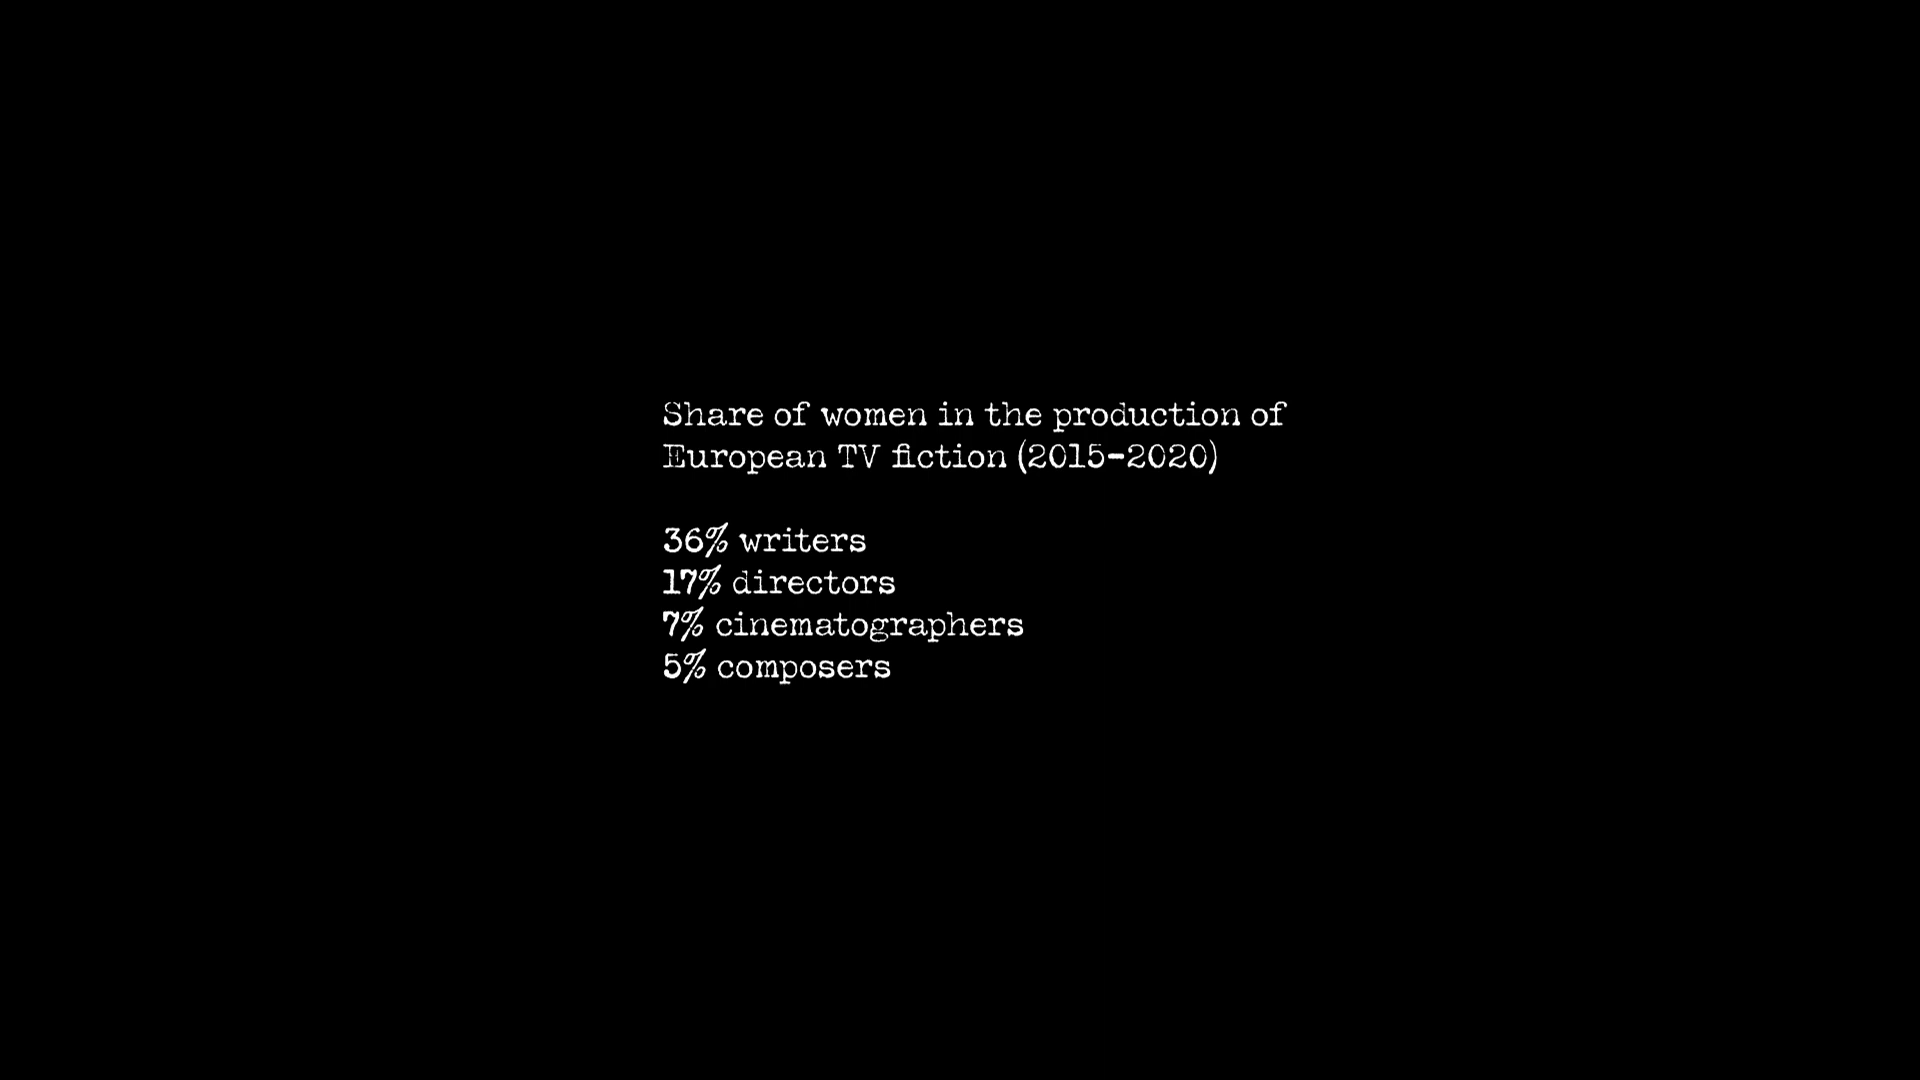 Share of women in the production of
European TV fiction (2015-2020)
36% writers
17% directors
7% cinematographers
5% composers